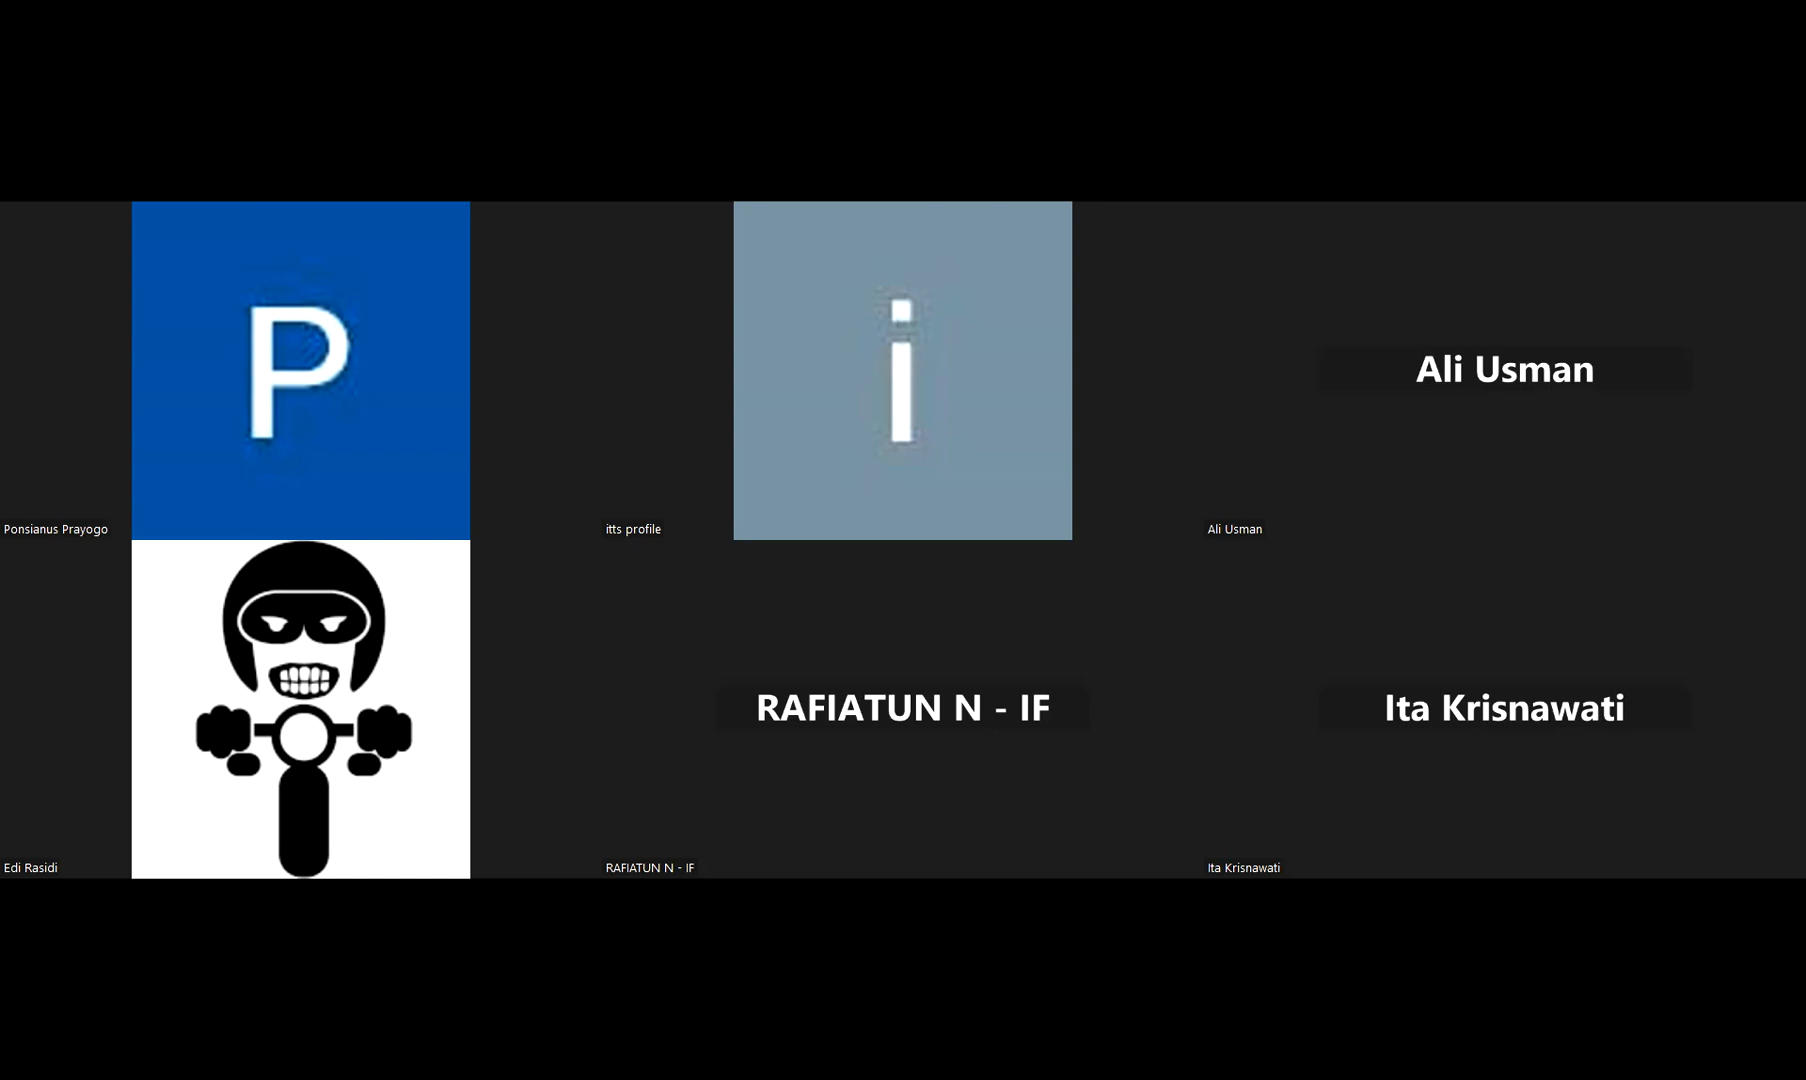 P
i
Ali Usman
Ponsianus Prayogo
itts profile
Ali Usman
RAFIATUN N - IF
Ita Krisnawati
Edi Rasidi
RAFIATUN N - IF
Ita Krisnawati